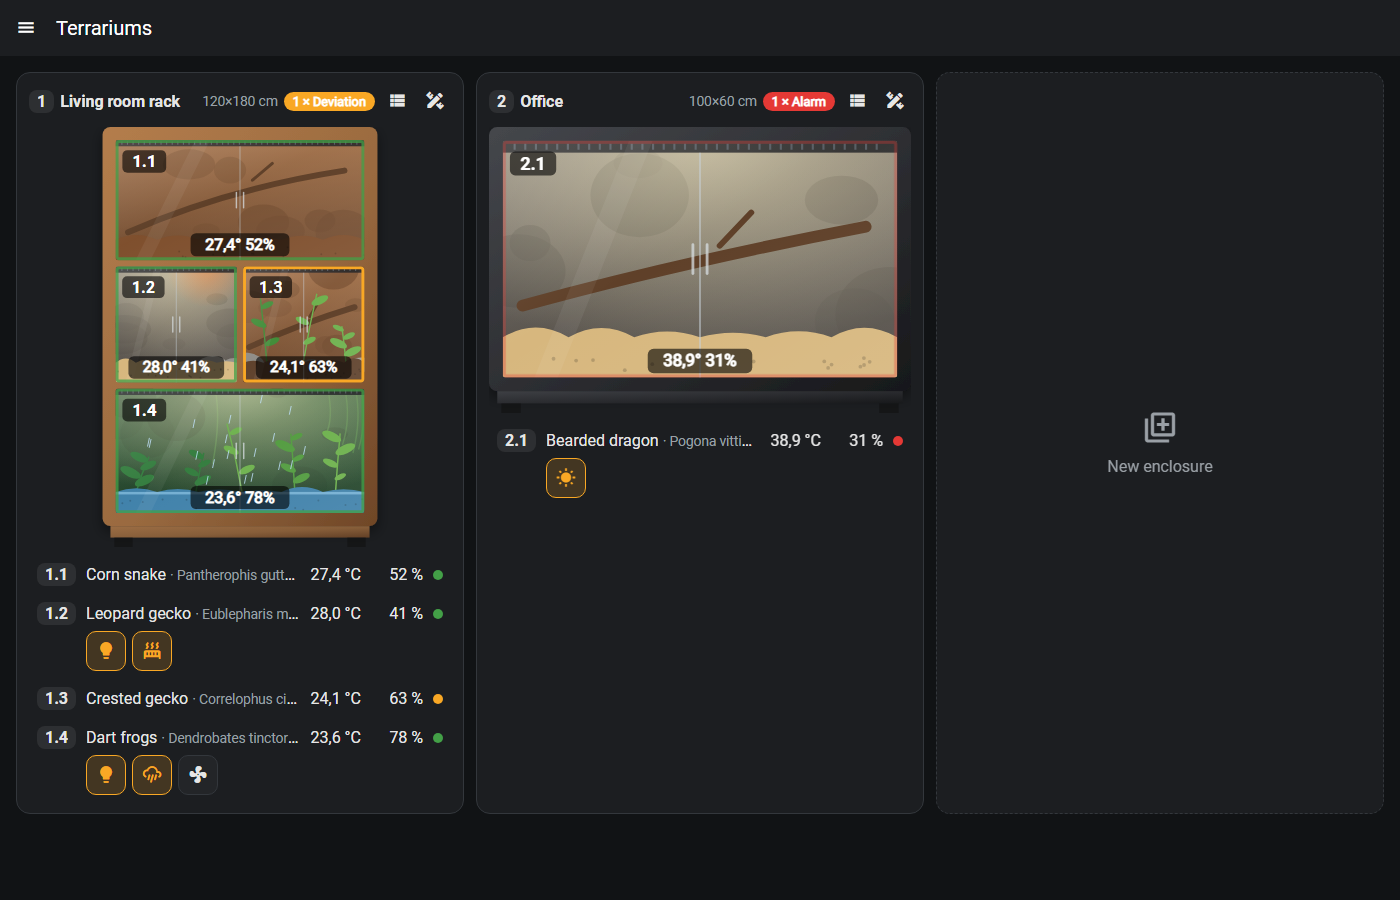 Terrariums
1 Living room rack 120×180 cm 1 × Deviation
1.1
27,4° 52%
1.2
28,0° 41%
1.3
24,1° 63%
1.4
23,6° 78%
1.1 Corn snake · Pantherophis gutt... 27,4 °C 52 %
1.2 Leopard gecko · Eublepharis m... 28,0 °C 41 %
1.3 Crested gecko · Correlophus ci... 24,1 °C 63 %
1.4 Dart frogs · Dendrobates tinctor... 23,6 °C 78 %
2 Office 100×60 cm 1 × Alarm
2.1
38,9° 31%
2.1 Bearded dragon · Pogona vitti... 38,9 °C 31 %
New enclosure